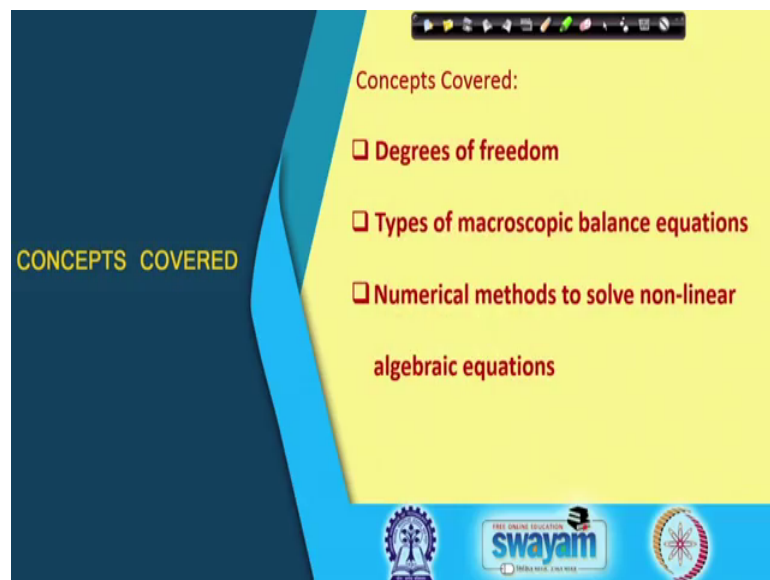 Concepts Covered:
❑ Degrees of freedom
❑ Types of macroscopic balance equations
CONCEPTS COVERED
❑ Numerical methods to solve non-linear
algebraic equations
FREE ONLINE EDUCATION
swayam